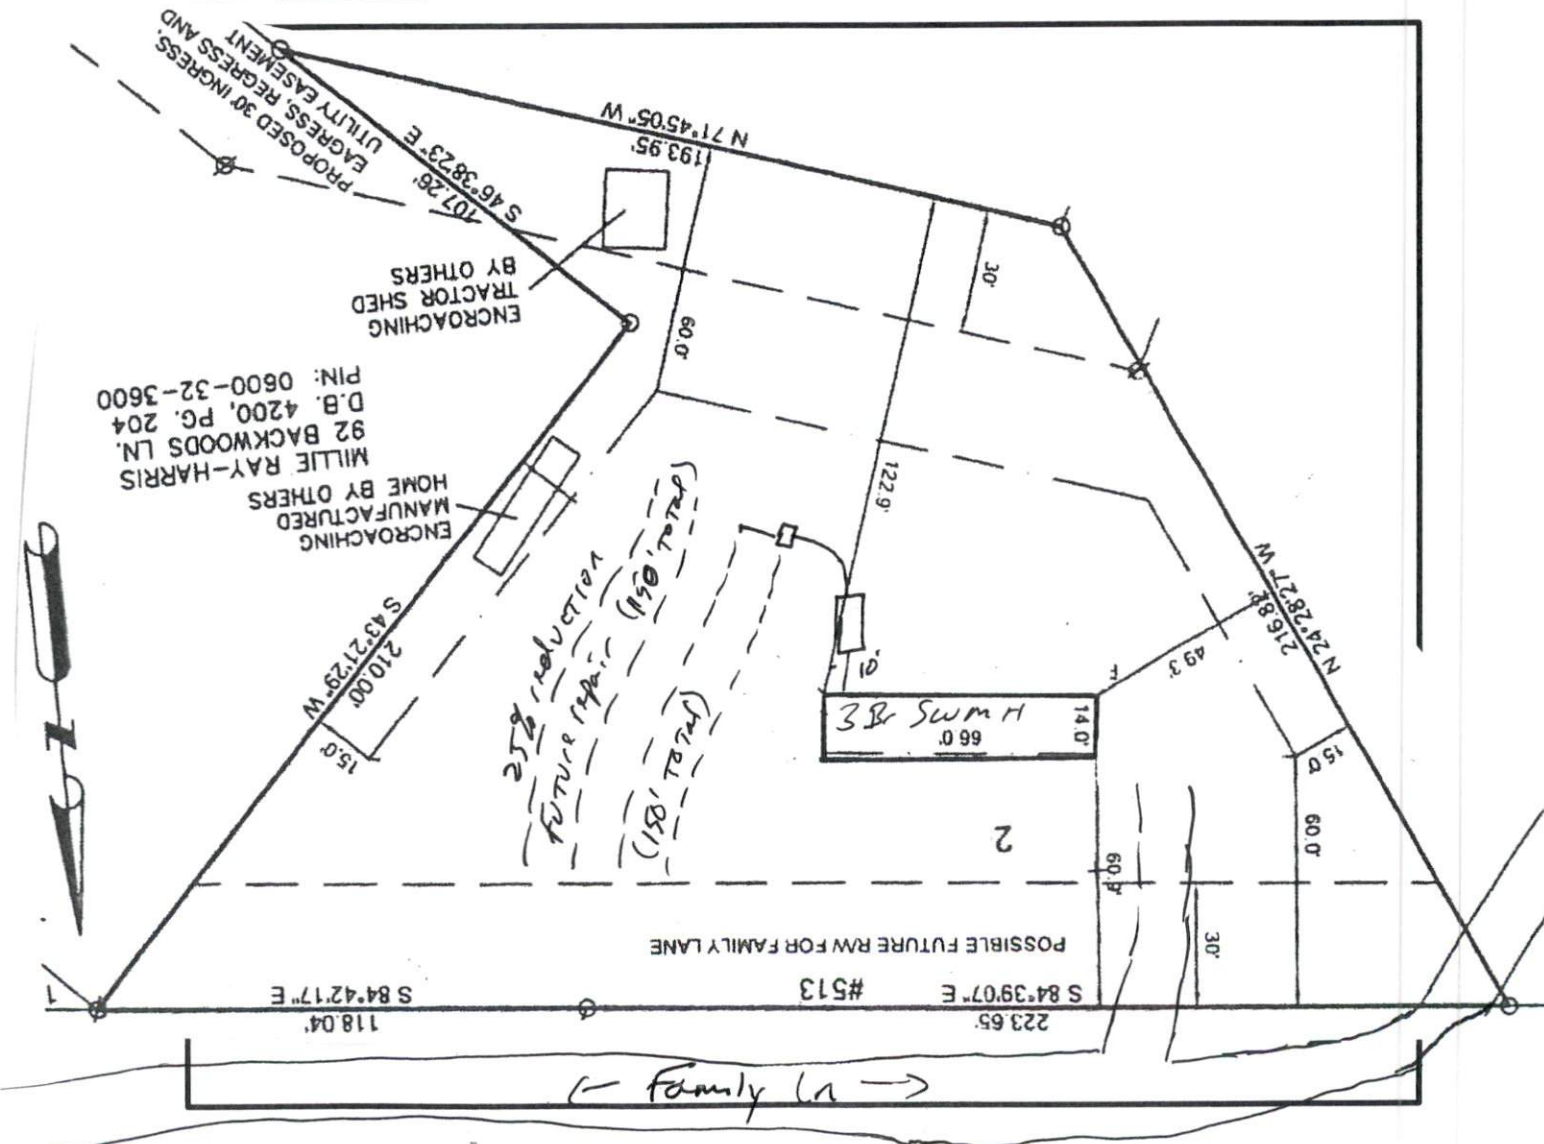 PROPOSED 30' INGRESS,
EAGRESS, REGRESS AND
UTILITY EASEMENT
N 71°45'05" W
193.95'
S 46°38'23" E
107.26'
ENCROACHING
TRACTOR SHED
BY OTHERS
30'
60.0'
MILLIE RAY-HARRIS
92 BACKWOODS LN.
D.B. 4200, PG. 204
PIN: 0600-32-3600
ENCROACHING
MANUFACTURED
HOME BY OTHERS
122.9'
25% reduction
future repair (150' TOTAL)
(150' TOTAL)
N 24°28'27" W
216.88'
S 43°21'29" W
210.00'
49.3'
F
10'
3 Br SWMH
66.0'
14.0'
15.0'
15.0'
N
2
60.0'
60.9'
POSSIBLE FUTURE R/W FOR FAMILY LANE
30'
1
S 84°42'17" E
118.04'
#513
S 84°39'07" E
223.65'
<- Family Ln ->